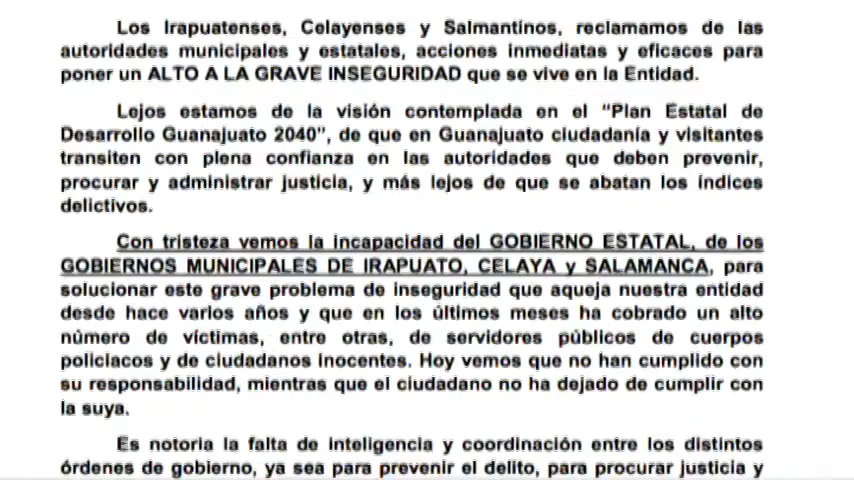 Los Irapuatenses, Celayenses y Salmantinos, reclamamos de las
autoridades municipales y estatales, acciones inmediatas y eficaces para
poner un ALTO A LA GRAVE INSEGURIDAD que se vive en la Entidad.
Lejos estamos de la visión contemplada en el “Plan Estatal de
Desarrollo Guanajuato 2040”, de que en Guanajuato ciudadanía y visitantes
transiten con plena confianza en las autoridades que deben prevenir,
procurar y administrar justicia, y más lejos de que se abatan los índices
delictivos.
Con tristeza vemos la incapacidad del GOBIERNO ESTATAL, de los
GOBIERNOS MUNICIPALES DE IRAPUATO, CELAYA y SALAMANCA, para
solucionar este grave problema de inseguridad que aqueja nuestra entidad
desde hace varios años y que en los últimos meses ha cobrado un alto
número de víctimas, entre otras, de servidores públicos de cuerpos
policiacos y de ciudadanos inocentes. Hoy vemos que no han cumplido con
su responsabilidad, mientras que el ciudadano no ha dejado de cumplir con
la suya.
Es notoria la falta de inteligencia y coordinación entre los distintos
órdenes de gobierno, ya sea para prevenir el delito, para procurar justicia y